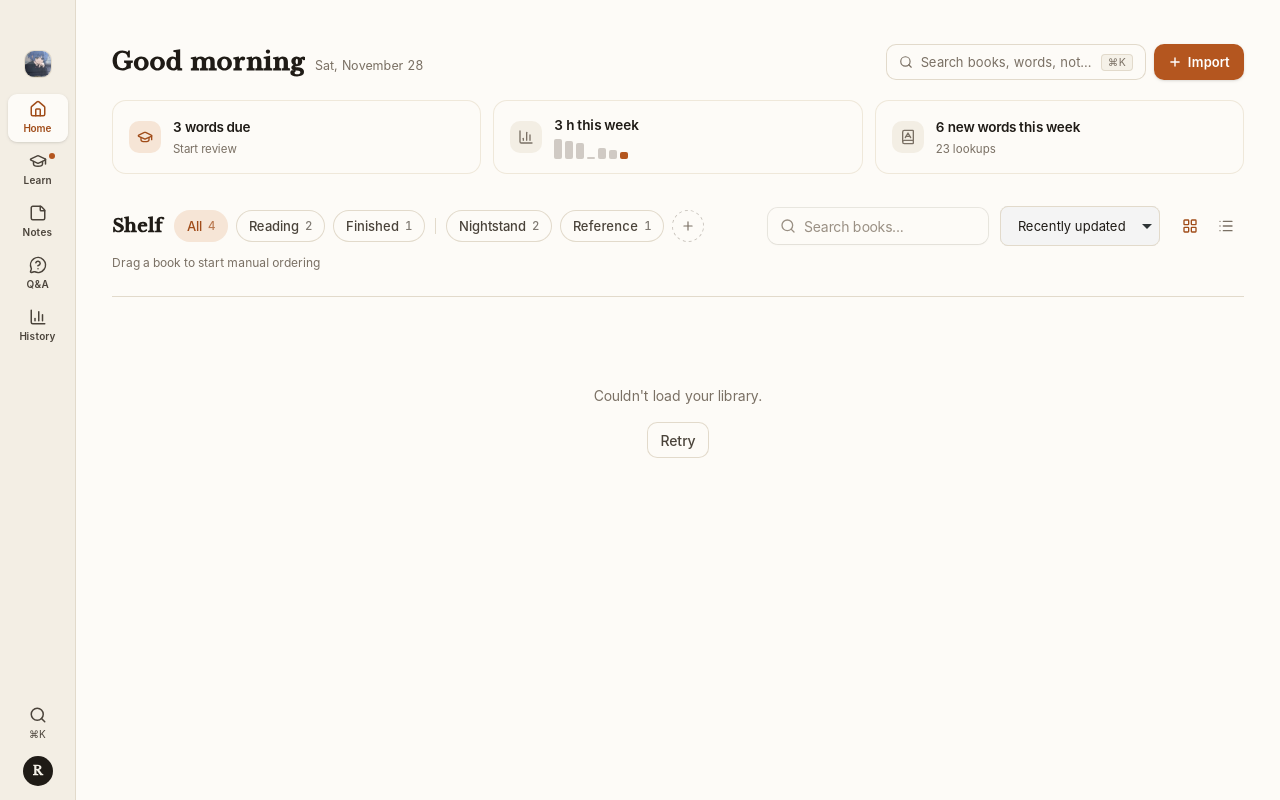 Good morning Sat, November 28
Search books, words, not... ⌘K
+ Import
Home
Learn
Notes
Q&A
History
3 words due
Start review
3 h this week
6 new words this week
23 lookups
Shelf
All 4
Reading 2
Finished 1
Nightstand 2
Reference 1
+
Search books...
Recently updated
Drag a book to start manual ordering
Couldn't load your library.
Retry
⌘K
R